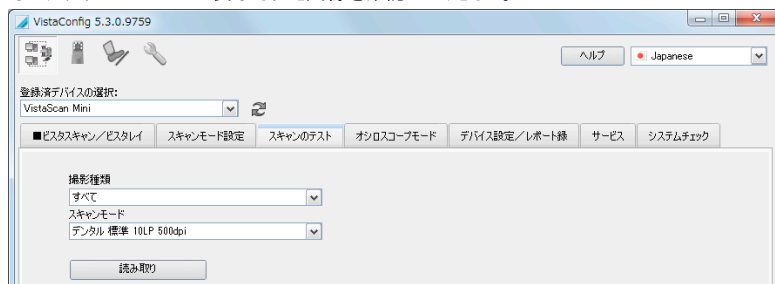 VistaConfig 5.3.0.9759
ヘルプ
Japanese
登録済デバイスの選択:
VistaScan Mini
■ビスタスキャン／ビスタレイ スキャンモード設定 スキャンのテスト オシロスコープモード デバイス設定／レポート録 サービス システムチェック
撮影種類
すべて
スキャンモード
デンタル 標準 10LP 500dpi
読み取り